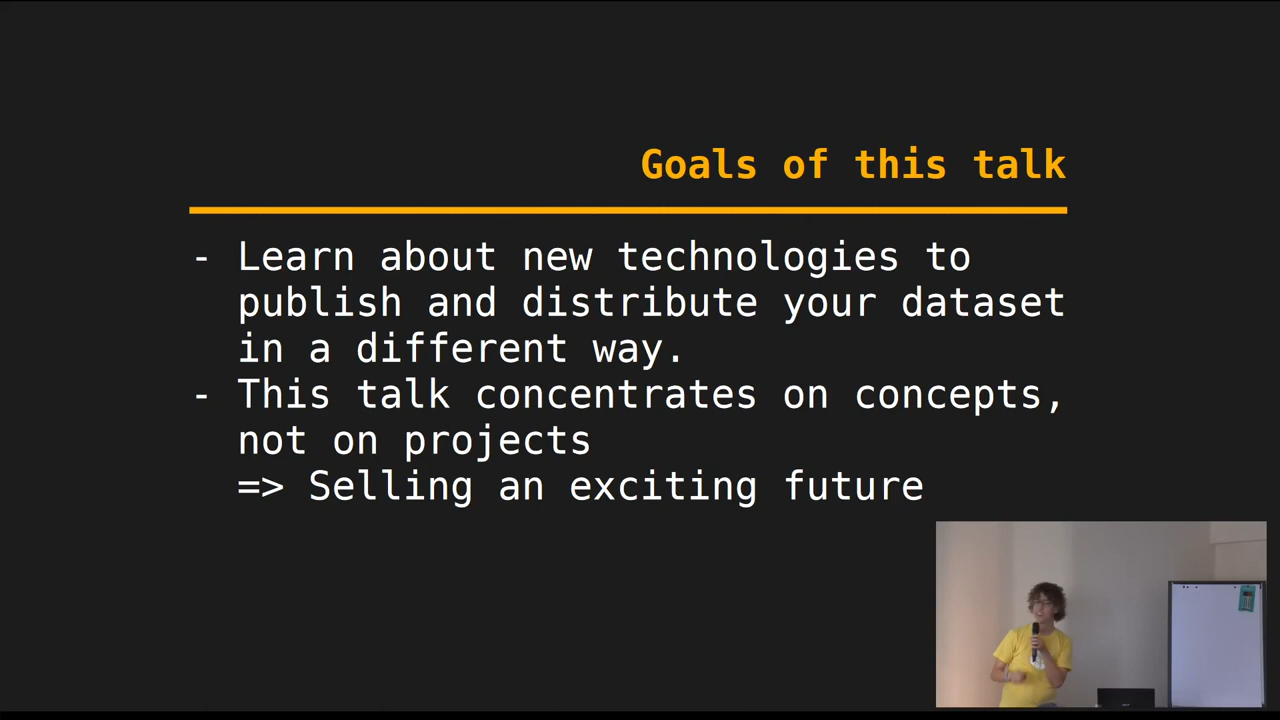 Goals of this talk
- Learn about new technologies to
publish and distribute your dataset
in a different way.
- This talk concentrates on concepts,
not on projects
=> Selling an exciting future